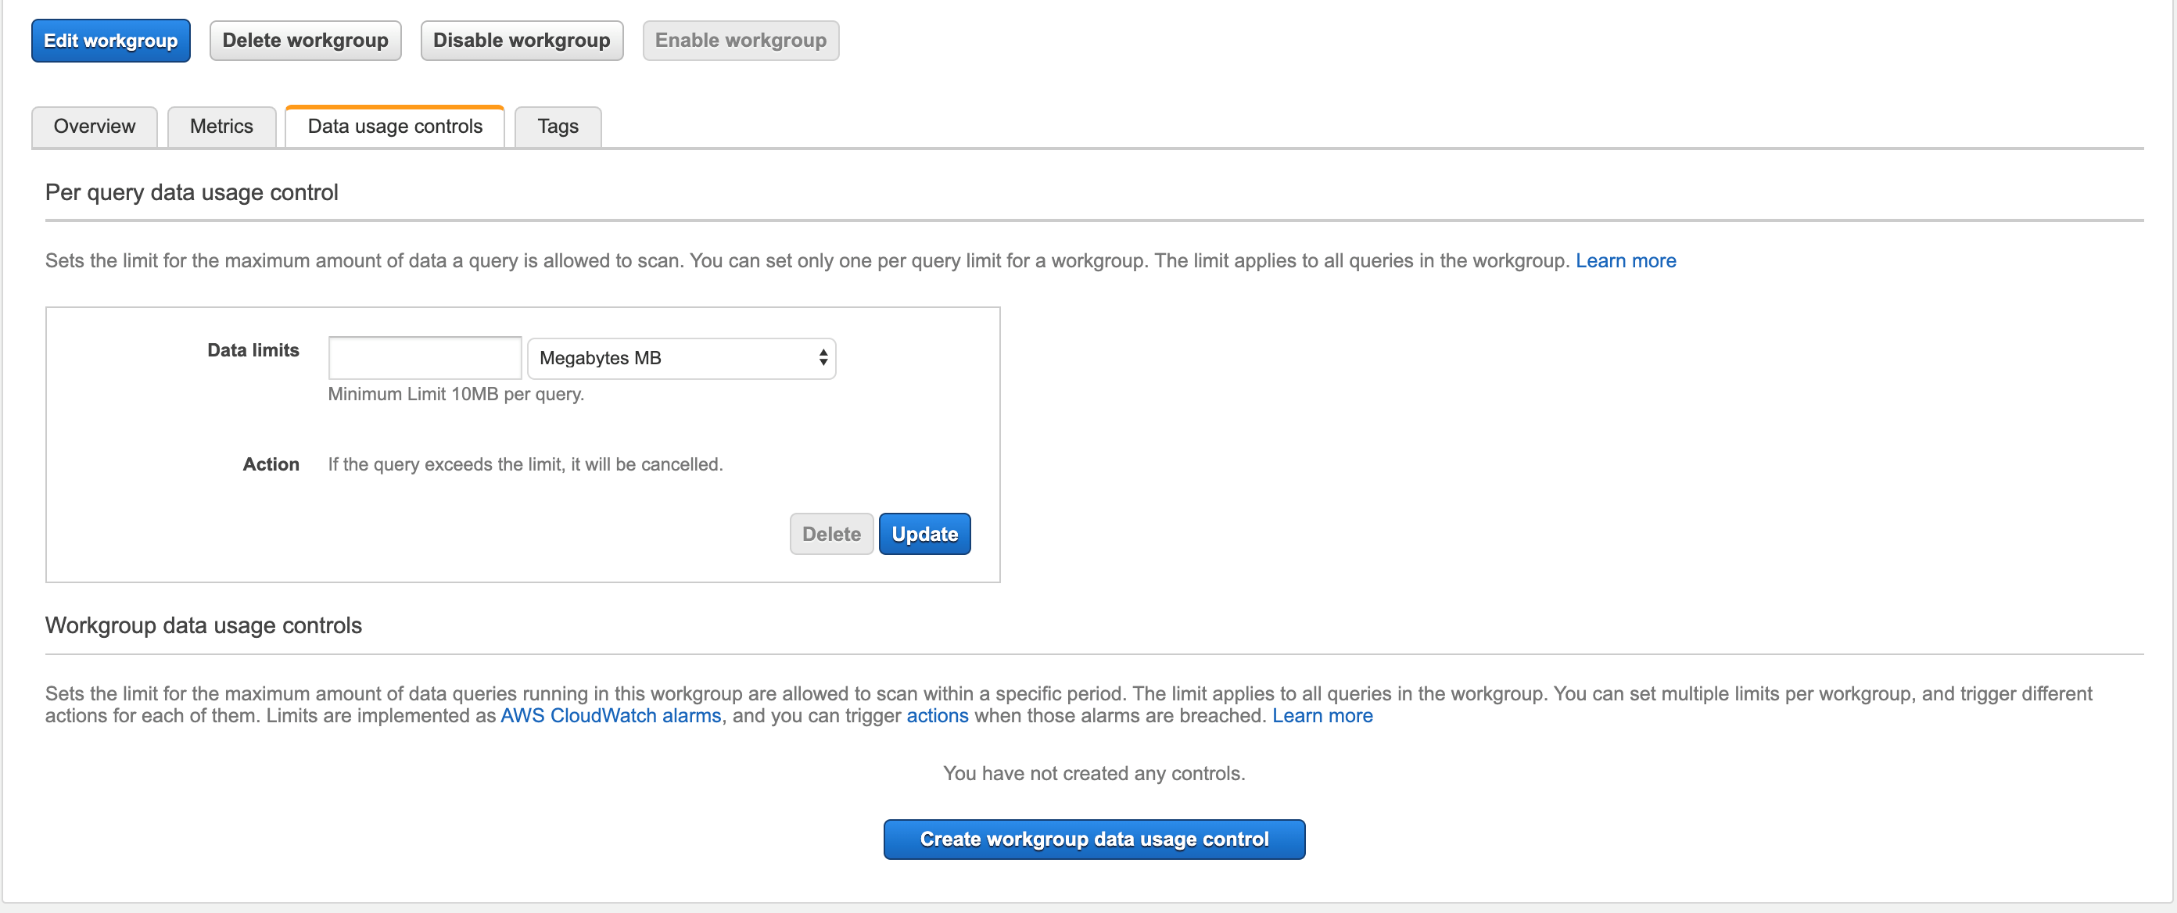 Edit workgroup Delete workgroup Disable workgroup Enable workgroup
Overview Metrics Data usage controls Tags
Per query data usage control
Sets the limit for the maximum amount of data a query is allowed to scan. You can set only one per query limit for a workgroup. The limit applies to all queries in the workgroup. Learn more
Data limits Megabytes MB
Minimum Limit 10MB per query.
Action If the query exceeds the limit, it will be cancelled.
Delete Update
Workgroup data usage controls
Sets the limit for the maximum amount of data queries running in this workgroup are allowed to scan within a specific period. The limit applies to all queries in the workgroup. You can set multiple limits per workgroup, and trigger different
actions for each of them. Limits are implemented as AWS CloudWatch alarms, and you can trigger actions when those alarms are breached. Learn more
You have not created any controls.
Create workgroup data usage control